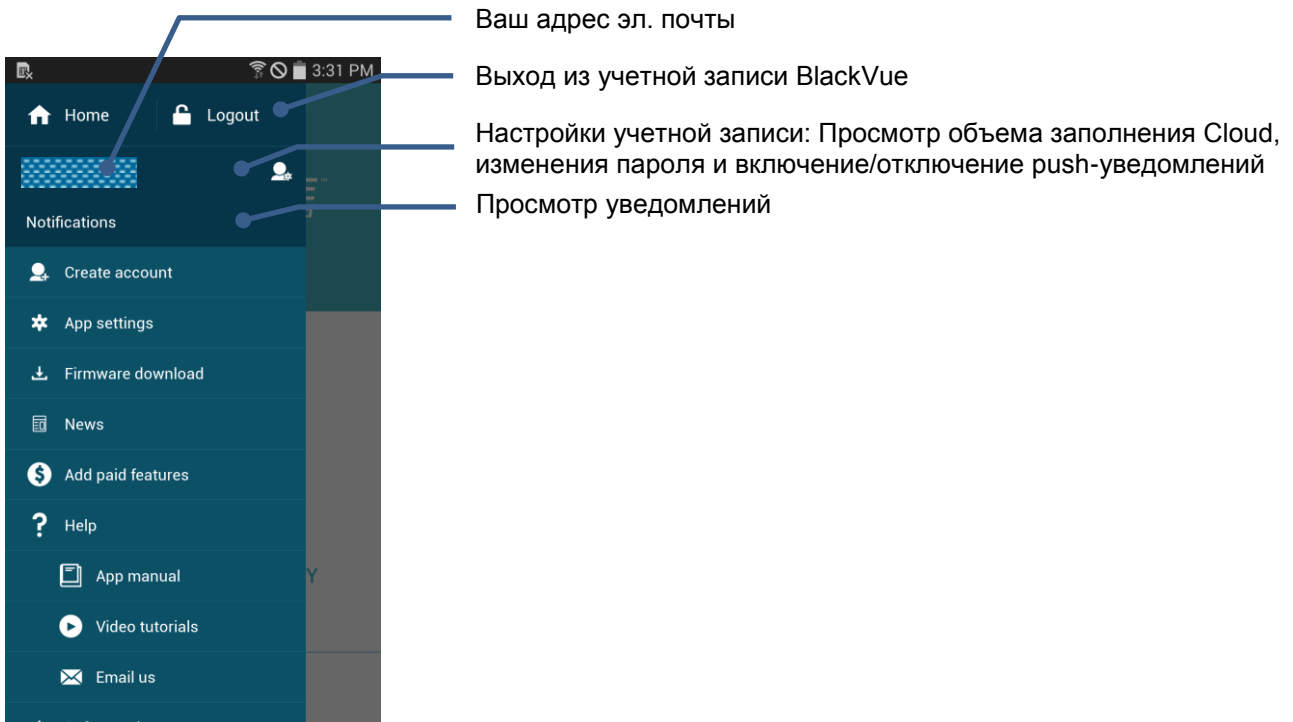 Ваш адрес эл. почты
3:31 PM
Выход из учетной записи BlackVue
Home
Logout
Настройки учетной записи: Просмотр объема заполнения Cloud,
изменения пароля и включение/отключение push-уведомлений
Просмотр уведомлений
Notifications
Create account
App settings
Firmware download
News
Add paid features
Help
App manual
Y
Video tutorials
Email us